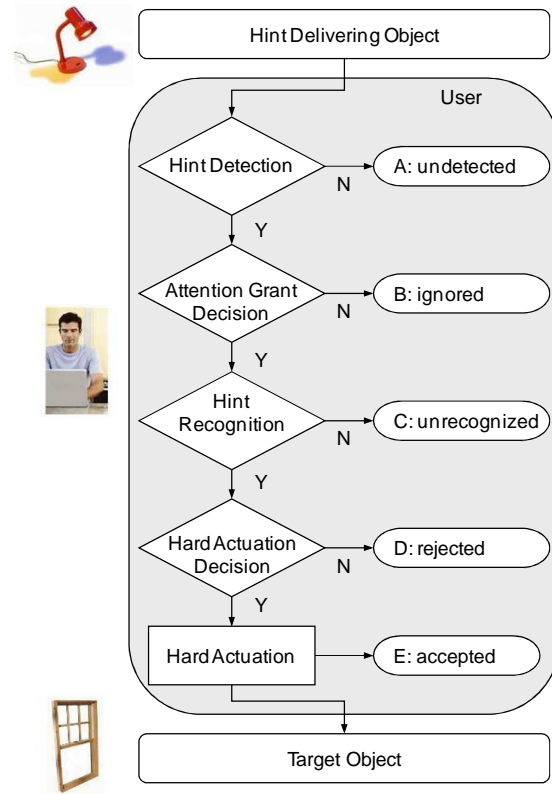 Hint Delivering Object
User
Hint Detection
N
A: undetected
Y
Attention Grant
Decision
N
B: ignored
Y
Hint
Recognition
N
C: unrecognized
Y
Hard Actuation
Decision
N
D: rejected
Y
Hard Actuation
E: accepted
Target Object